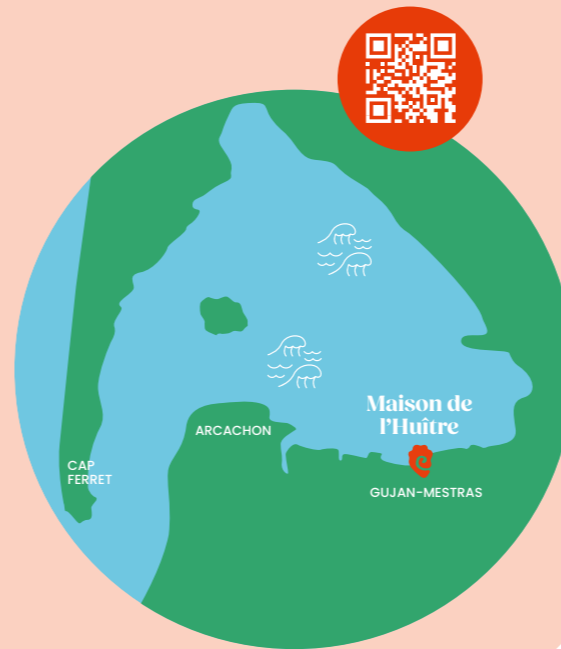 Maison de
l'Huître
ARCACHON
CAP
FERRET
GUJAN-MESTRAS